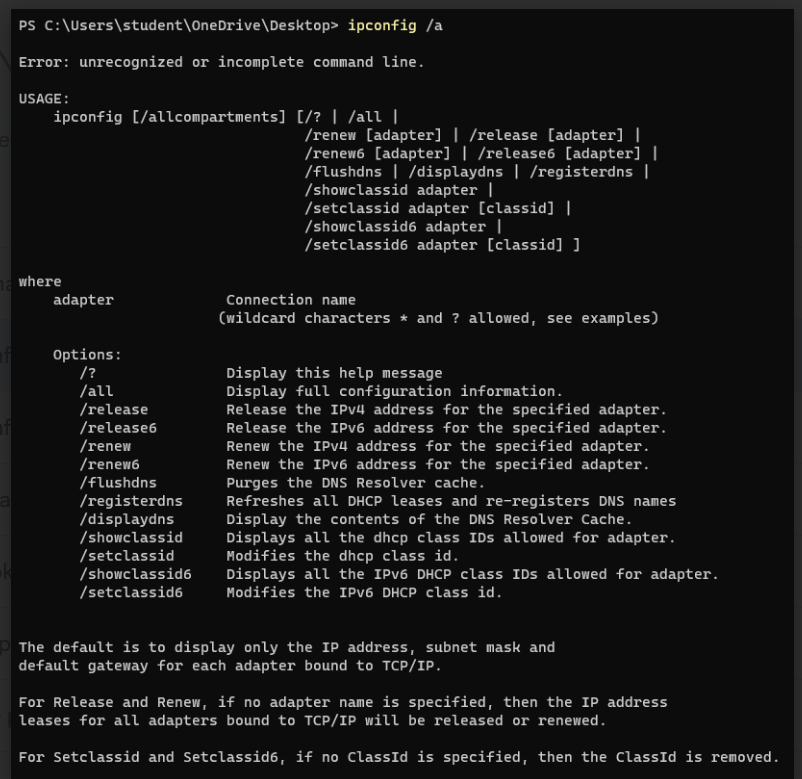 PS C:\Users\student\OneDrive\Desktop> ipconfig /a
Error: unrecognized or incomplete command line.
USAGE:
    ipconfig [/allcompartments] [/? | /all |
                                 /renew [adapter] | /release [adapter] |
                                 /renew6 [adapter] | /release6 [adapter] |
                                 /flushdns | /displaydns | /registerdns |
                                 /showclassid adapter |
                                 /setclassid adapter [classid] |
                                 /showclassid6 adapter |
                                 /setclassid6 adapter [classid] ]
where
    adapter             Connection name
                       (wildcard characters * and ? allowed, see examples)
    Options:
       /?               Display this help message
       /all             Display full configuration information.
       /release         Release the IPv4 address for the specified adapter.
       /release6        Release the IPv6 address for the specified adapter.
       /renew           Renew the IPv4 address for the specified adapter.
       /renew6          Renew the IPv6 address for the specified adapter.
       /flushdns        Purges the DNS Resolver cache.
       /registerdns     Refreshes all DHCP leases and re-registers DNS names
       /displaydns      Display the contents of the DNS Resolver Cache.
       /showclassid     Displays all the dhcp class IDs allowed for adapter.
       /setclassid      Modifies the dhcp class id.
       /showclassid6    Displays all the IPv6 DHCP class IDs allowed for adapter.
       /setclassid6     Modifies the IPv6 DHCP class id.
The default is to display only the IP address, subnet mask and
default gateway for each adapter bound to TCP/IP.
For Release and Renew, if no adapter name is specified, then the IP address
leases for all adapters bound to TCP/IP will be released or renewed.
For Setclassid and Setclassid6, if no ClassId is specified, then the ClassId is removed.